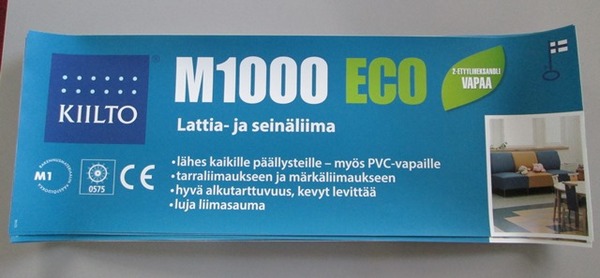 KIILTO
®
M1000 ECO
2-ETYYLIHEKSANOLI
VAPAA
Lattia- ja seinäliima
•lähes kaikille päällysteille – myös PVC-vapaille
•tarraliimaukseen ja märkäliimaukseen
•hyvä alkutarttuvuus, kevyt levittää
•luja liimasauma
M1
0575
CE